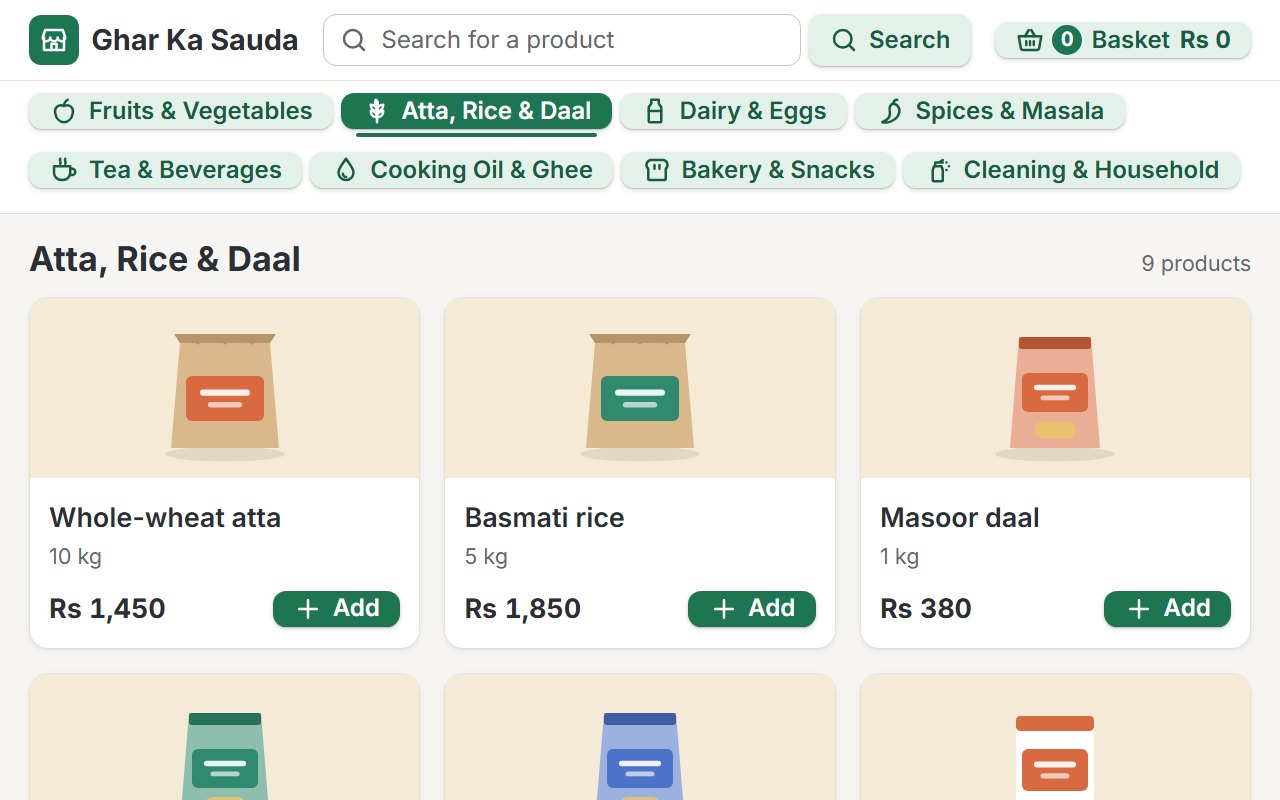 Ghar Ka Sauda
Search for a product
Search
0 Basket Rs 0
Fruits & Vegetables
Atta, Rice & Daal
Dairy & Eggs
Spices & Masala
Tea & Beverages
Cooking Oil & Ghee
Bakery & Snacks
Cleaning & Household
Atta, Rice & Daal
9 products
Whole-wheat atta
10 kg
Rs 1,450
Add
Basmati rice
5 kg
Rs 1,850
Add
Masoor daal
1 kg
Rs 380
Add